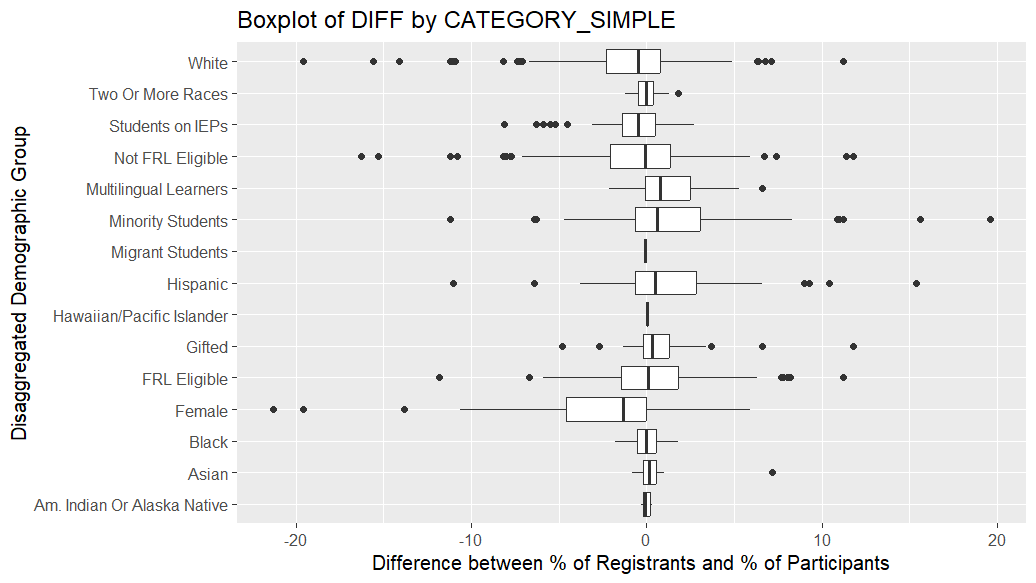 Boxplot of DIFF by CATEGORY_SIMPLE
Disaggregated Demographic Group
White
Two Or More Races
Students on IEPs
Not FRL Eligible
Multilingual Learners
Minority Students
Migrant Students
Hispanic
Hawaiian/Pacific Islander
Gifted
FRL Eligible
Female
Black
Asian
Am. Indian Or Alaska Native
-20 -10 0 10 20
Difference between % of Registrants and % of Participants